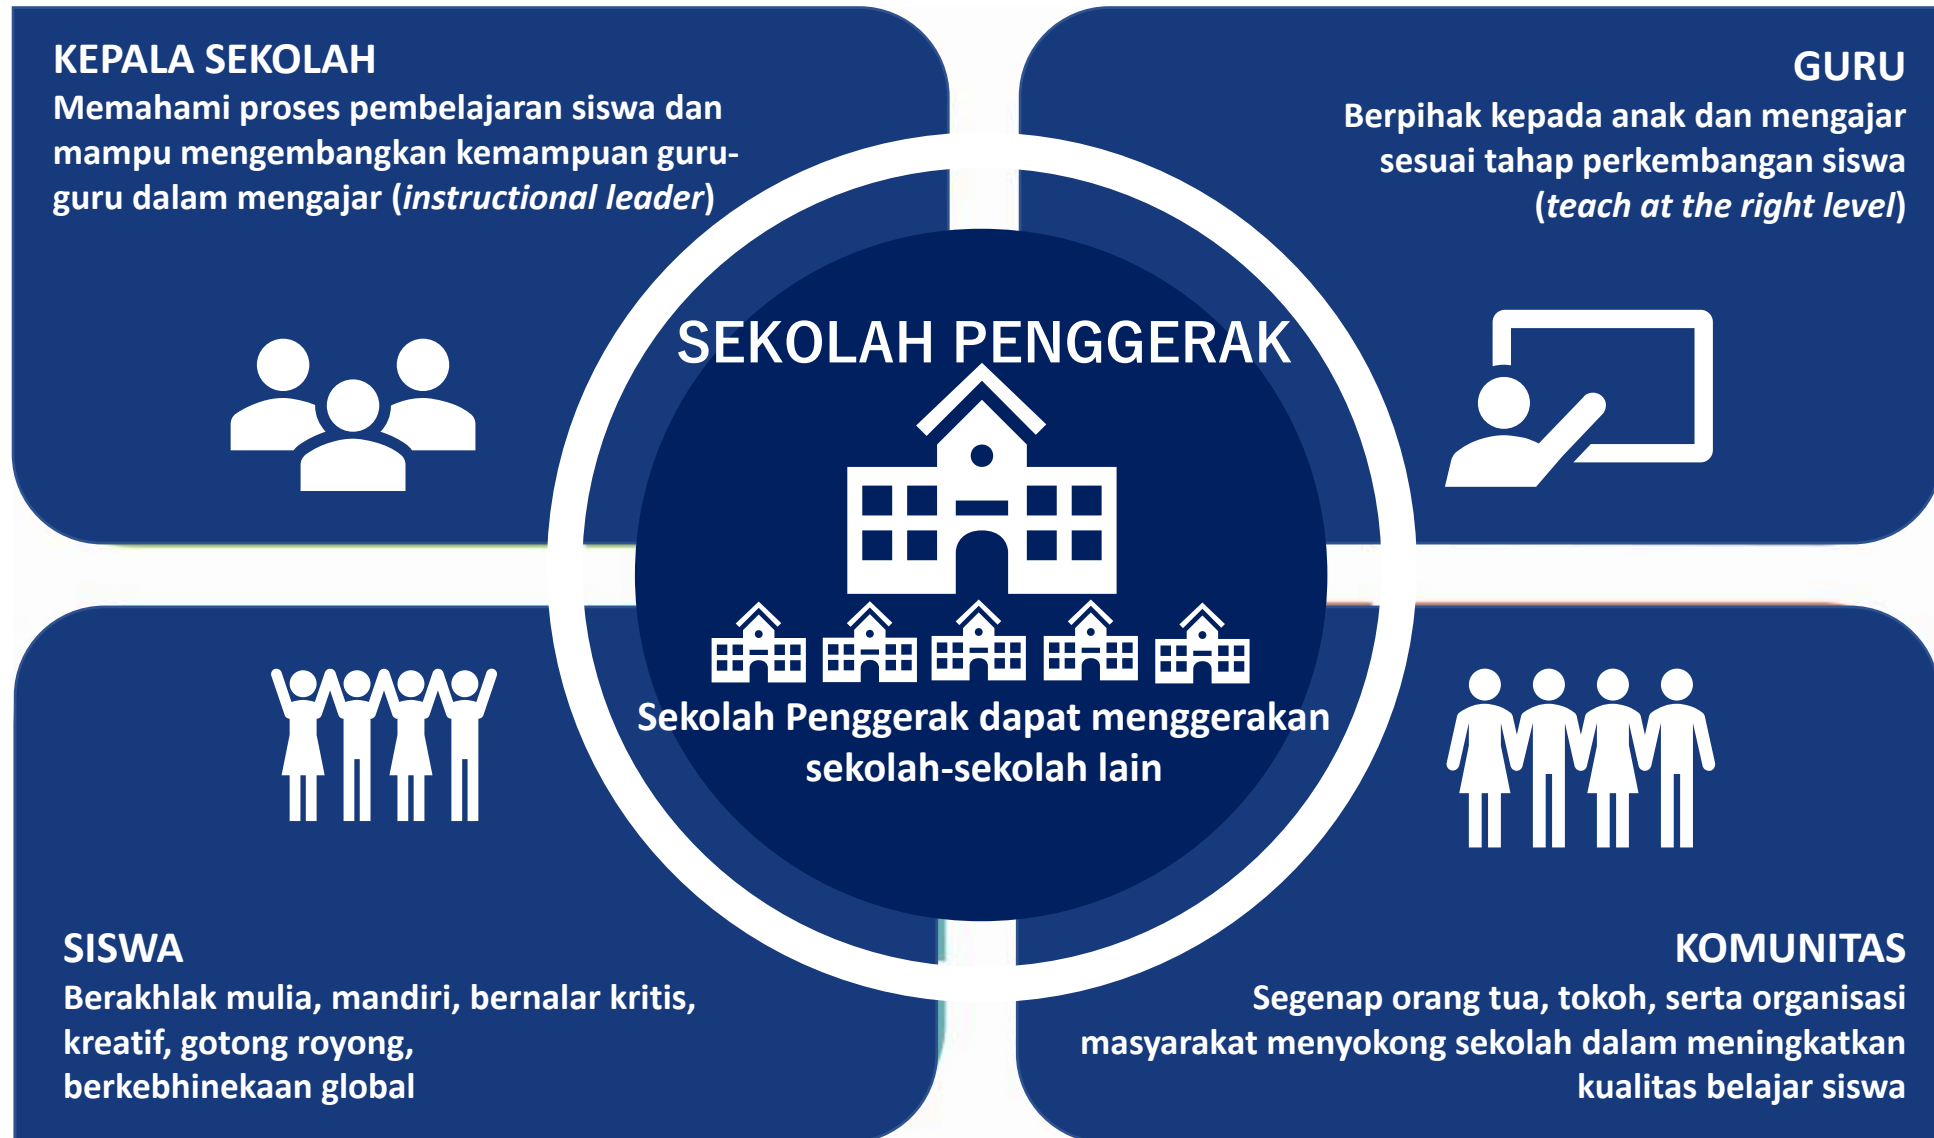 KEPALA SEKOLAH
Memahami proses pembelajaran siswa dan
mampu mengembangkan kemampuan guru-
guru dalam mengajar (instructional leader)
GURU
Berpihak kepada anak dan mengajar
sesuai tahap perkembangan siswa
(teach at the right level)
SEKOLAH PENGGERAK
Sekolah Penggerak dapat menggerakan
sekolah-sekolah lain
SISWA
Berakhlak mulia, mandiri, bernalar kritis,
kreatif, gotong royong,
berkebhinekaan global
KOMUNITAS
Segenap orang tua, tokoh, serta organisasi
masyarakat menyokong sekolah dalam meningkatkan
kualitas belajar siswa